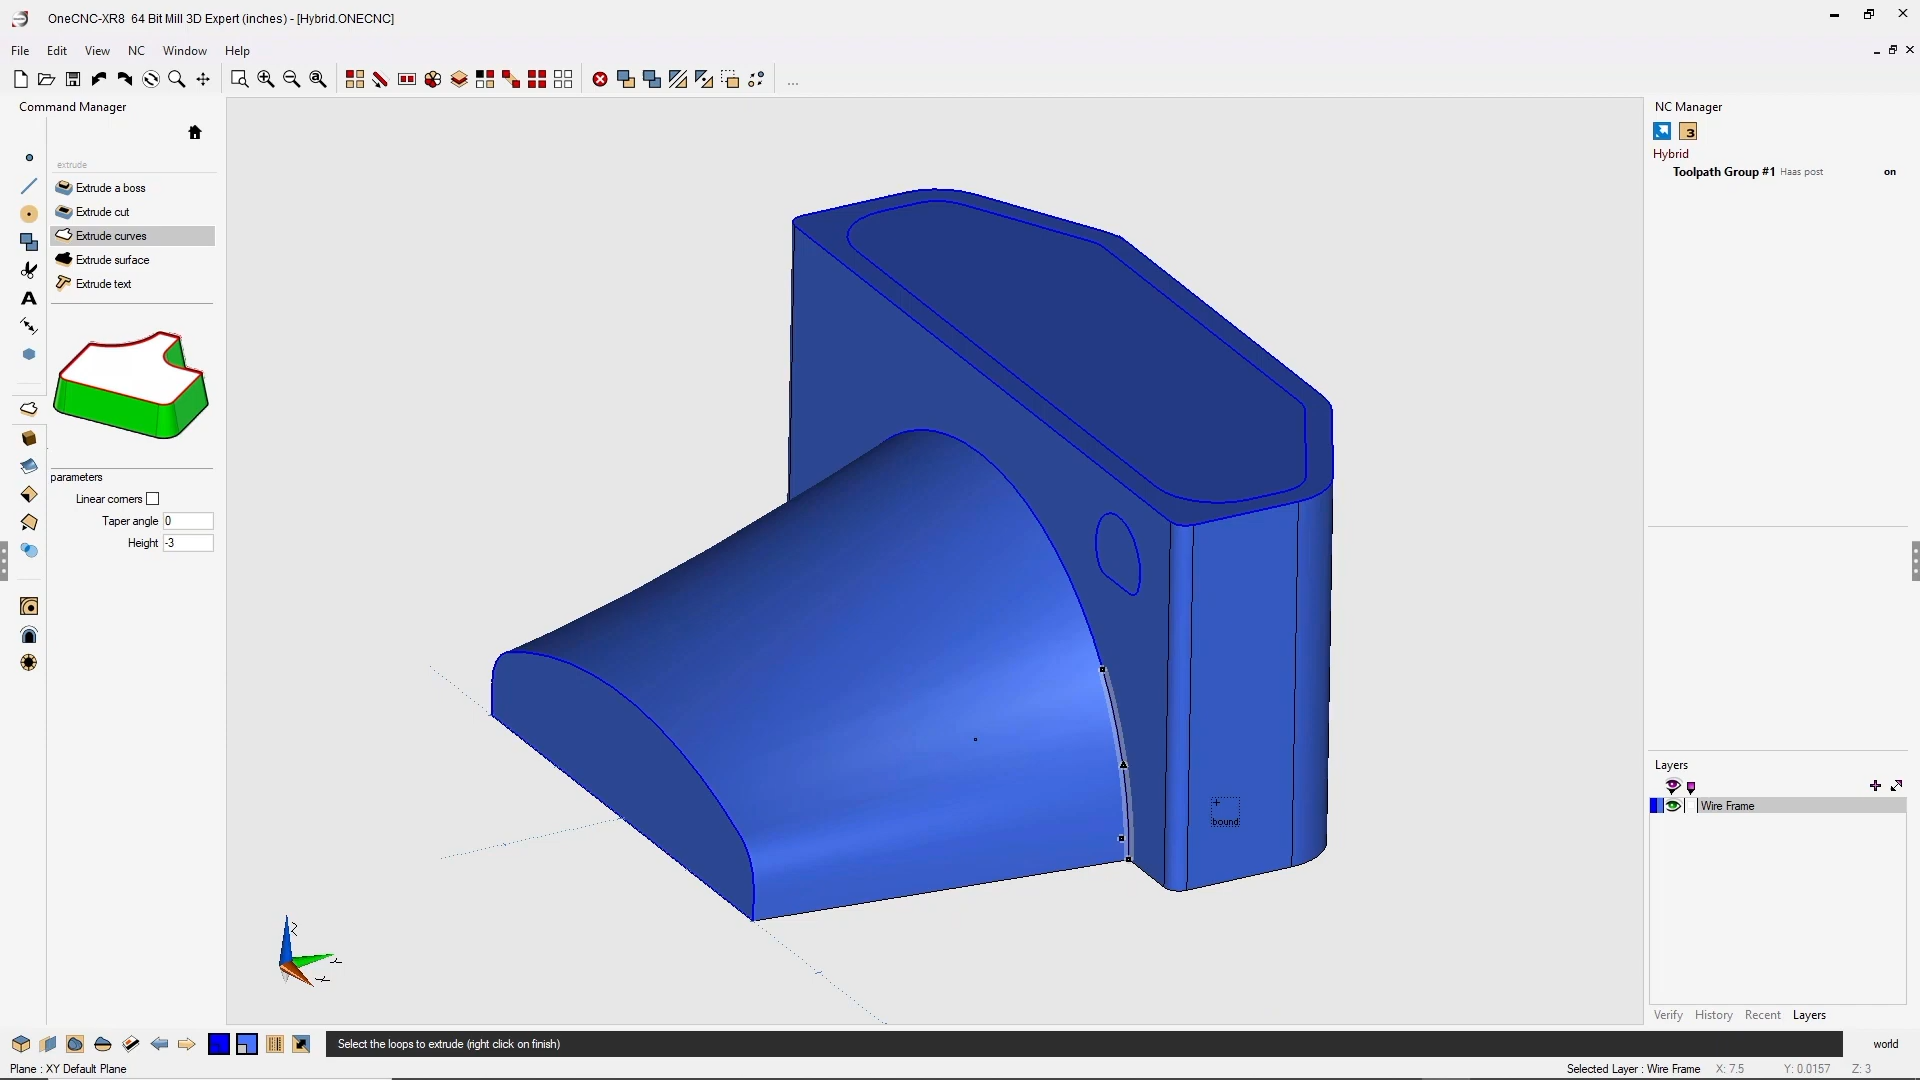 OneCNC-XR8 64 Bit Mill 3D Expert (inches) - [Hybrid.ONECNC]
File Edit View NC Window Help
...
Command Manager
extrude
Extrude a boss
Extrude cut
Extrude curves
Extrude surface
Extrude text
parameters
Linear corners
Taper angle 0
Height -3
A
bound
NC Manager
3
Hybrid
Toolpath Group #1 Haas post on
Layers
Wire Frame
Verify History Recent Layers
Select the loops to extrude (right click on finish)
world
Plane : XY Default Plane
Selected Layer : Wire Frame X: 7.5 Y: 0.0157 Z: 3